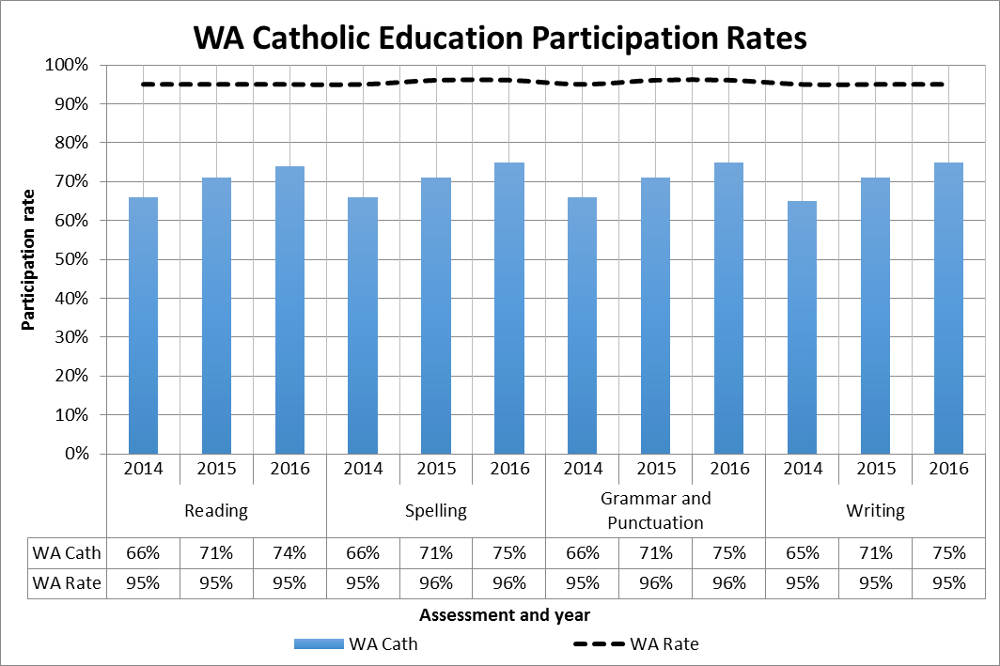 WA Catholic Education Participation Rates
100%
90%
80%
70%
60%
50%
40%
30%
20%
10%
0%
Participation rate
2014 2015 2016 2014 2015 2016 2014 2015 2016 2014 2015 2016
Reading Spelling Grammar and Punctuation Writing
WA Cath 66% 71% 74% 66% 71% 75% 66% 71% 75% 65% 71% 75%
WA Rate 95% 95% 95% 95% 96% 96% 95% 96% 96% 95% 95% 95%
Assessment and year
WA Cath WA Rate